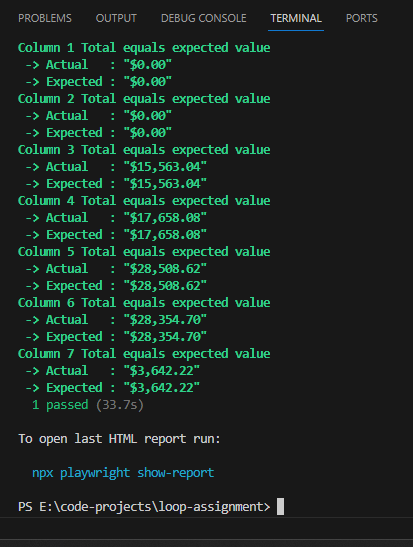 PROBLEMS OUTPUT DEBUG CONSOLE TERMINAL PORTS
Column 1 Total equals expected value
-> Actual   : "$0.00"
-> Expected : "$0.00"
Column 2 Total equals expected value
-> Actual   : "$0.00"
-> Expected : "$0.00"
Column 3 Total equals expected value
-> Actual   : "$15,563.04"
-> Expected : "$15,563.04"
Column 4 Total equals expected value
-> Actual   : "$17,658.08"
-> Expected : "$17,658.08"
Column 5 Total equals expected value
-> Actual   : "$28,508.62"
-> Expected : "$28,508.62"
Column 6 Total equals expected value
-> Actual   : "$28,354.70"
-> Expected : "$28,354.70"
Column 7 Total equals expected value
-> Actual   : "$3,642.22"
-> Expected : "$3,642.22"
1 passed (33.7s)
To open last HTML report run:
npx playwright show-report
PS E:\code-projects\loop-assignment>